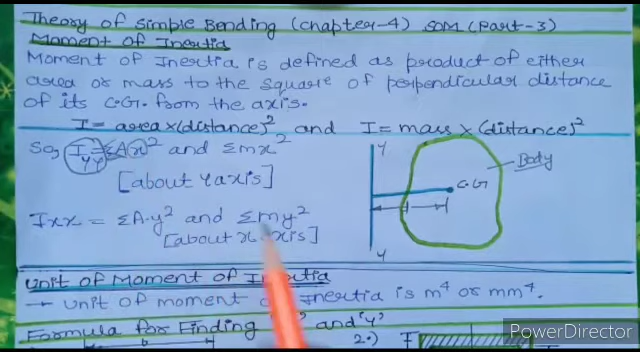 Theory of Simple Bending (Chapter-4) SOM (Part-3)
Moment of Inertia
Moment of Inertia is defined as product of either
area or mass to the square of perpendicular distance
of its C.G. from the axis.
I = area × (distance)² and I = mass × (distance)²
So, Iyy = ΣAx² and Σmx²
[about Y axis]
Ixx = ΣA.y² and Σmy²
[about x-axis]
Y
Body
C.G.
Y
Unit of Moment of Inertia
→ Unit of moment of Inertia is m⁴ or mm⁴.
Formula for Finding and 'y'
2.)
PowerDirector